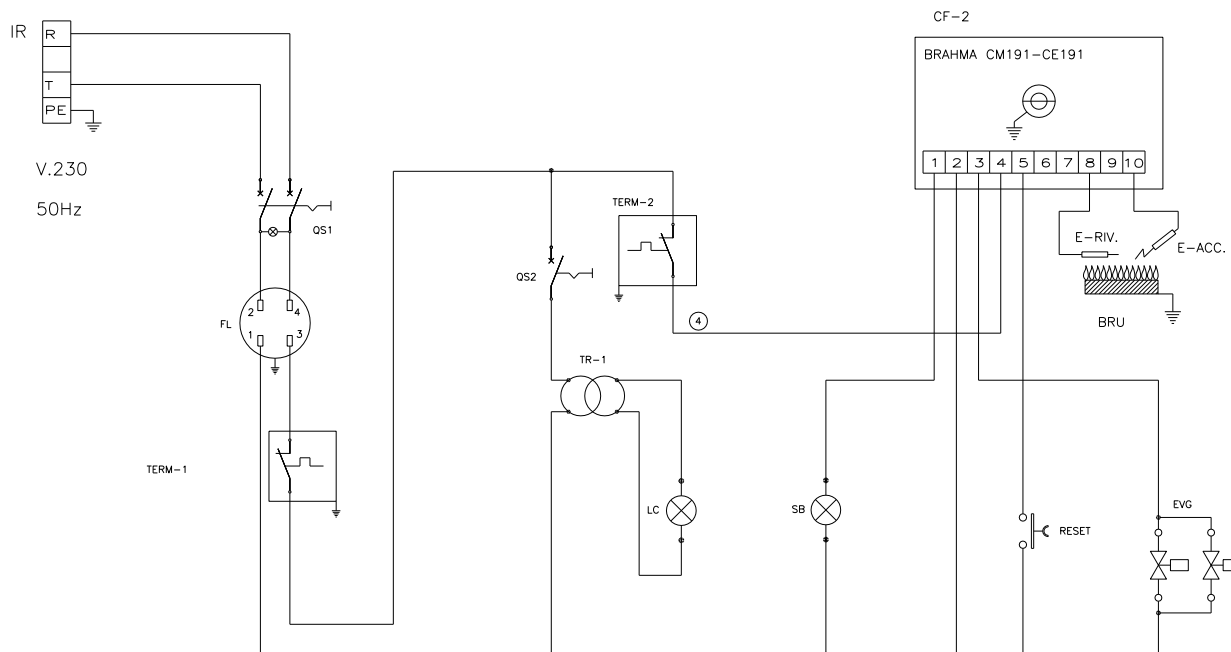 IR
R
T
PE
V.230
50Hz
QS1
FL
2
4
1
3
TERM-1
QS2
TERM-2
4
TR-1
LC
SB
CF-2
BRAHMA CM191-CE191
1 2 3 4 5 6 7 8 9 10
E-RIV.
E-ACC.
BRU
RESET
EVG